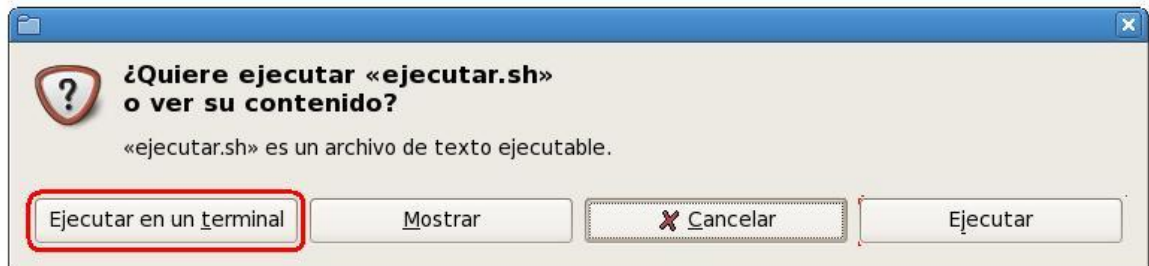 ¿Quiere ejecutar «ejecutar.sh»
o ver su contenido?
«ejecutar.sh» es un archivo de texto ejecutable.
Ejecutar en un terminal
Mostrar
Cancelar
Ejecutar